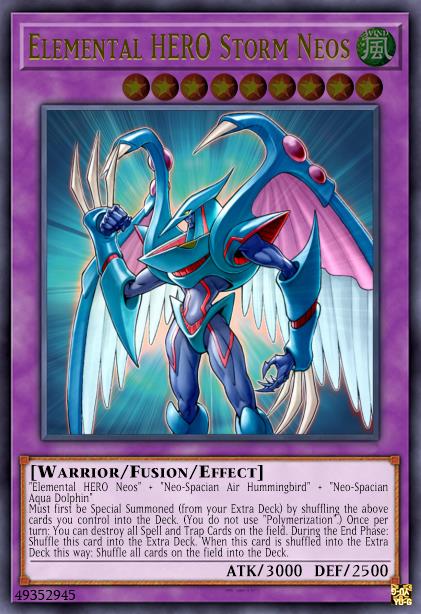 ELEMENTAL HERO STORM NEOS
WIND
風
[WARRIOR/FUSION/EFFECT]
"Elemental HERO Neos" + "Neo-Spacian Air Hummingbird" + "Neo-Spacian
Aqua Dolphin"
Must first be Special Summoned (from your Extra Deck) by shuffling the above
cards you control into the Deck. (You do not use "Polymerization".) Once per
turn: You can destroy all Spell and Trap Cards on the field. During the End Phase:
Shuffle this card into the Extra Deck. When this card is shuffled into the Extra
Deck this way: Shuffle all cards on the field into the Deck.
ATK/3000 DEF/2500
49352945